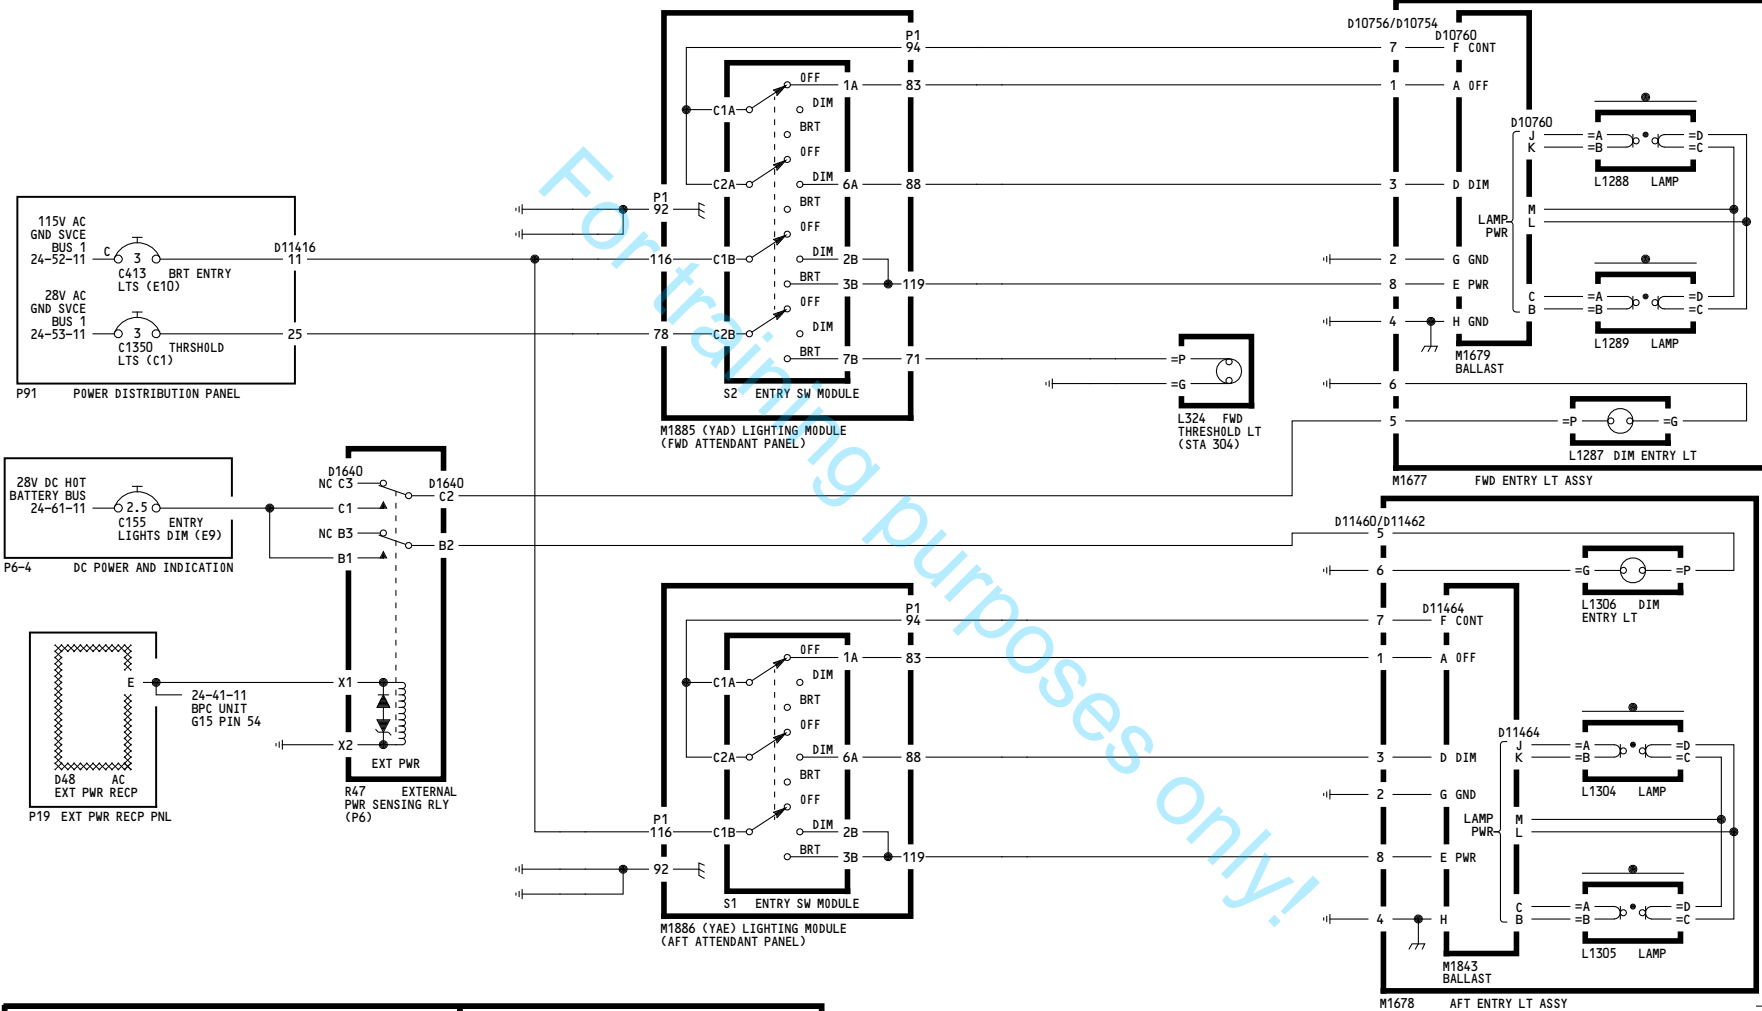 115V AC
GND SVCE
BUS 1
24-52-11
C
3
C413 BRT ENTRY
LTS (E10)
D11416
11
28V AC
GND SVCE
BUS 1
24-53-11
3
C1350 THRSHOLD
LTS (C1)
25
P91 POWER DISTRIBUTION PANEL
28V DC HOT
BATTERY BUS
24-61-11
2.5
C155 ENTRY
LIGHTS DIM (E9)
P6-4 DC POWER AND INDICATION
D1640
NC C3
C1
NC B3
B1
D1640
C2
B2
X1
X2
EXT PWR
R47 EXTERNAL
PWR SENSING RLY
(P6)
E
24-41-11
BPC UNIT
G15 PIN 54
D48 AC
EXT PWR RECP
P19 EXT PWR RECP PNL
P1
94
OFF
1A
83
C1A
DIM
BRT
OFF
C2A
DIM
6A
88
BRT
P1
92
OFF
116
C1B
DIM
2B
BRT
3B
119
OFF
78
C2B
DIM
BRT
7B
71
S2 ENTRY SW MODULE
M1885 (YAD) LIGHTING MODULE
(FWD ATTENDANT PANEL)
=P
=G
L324 FWD
THRESHOLD LT
(STA 304)
D10756/D10754
D10760
7
F CONT
1
A OFF
3
D DIM
2
G GND
8
E PWR
4
H GND
M1679
BALLAST
6
5
D10760
J
K
M
L
LAMP
PWR
C
B
=A
=B
=D
=C
L1288 LAMP
=A
=B
=D
=C
L1289 LAMP
=P
=G
L1287 DIM ENTRY LT
M1677 FWD ENTRY LT ASSY
P1
94
OFF
1A
83
C1A
DIM
BRT
OFF
C2A
DIM
6A
88
BRT
OFF
P1
116
C1B
DIM
2B
BRT
3B
119
92
S1 ENTRY SW MODULE
M1886 (YAE) LIGHTING MODULE
(AFT ATTENDANT PANEL)
D11460/D11462
5
6
=G
=P
L1306 DIM
ENTRY LT
D11464
7
F CONT
1
A OFF
3
D DIM
2
G GND
8
E PWR
4
H
M1843
BALLAST
D11464
J
K
LAMP
PWR
M
L
C
B
=A
=B
=D
=C
L1304 LAMP
=A
=B
=D
=C
L1305 LAMP
M1678 AFT ENTRY LT ASSY
For training purposes only!